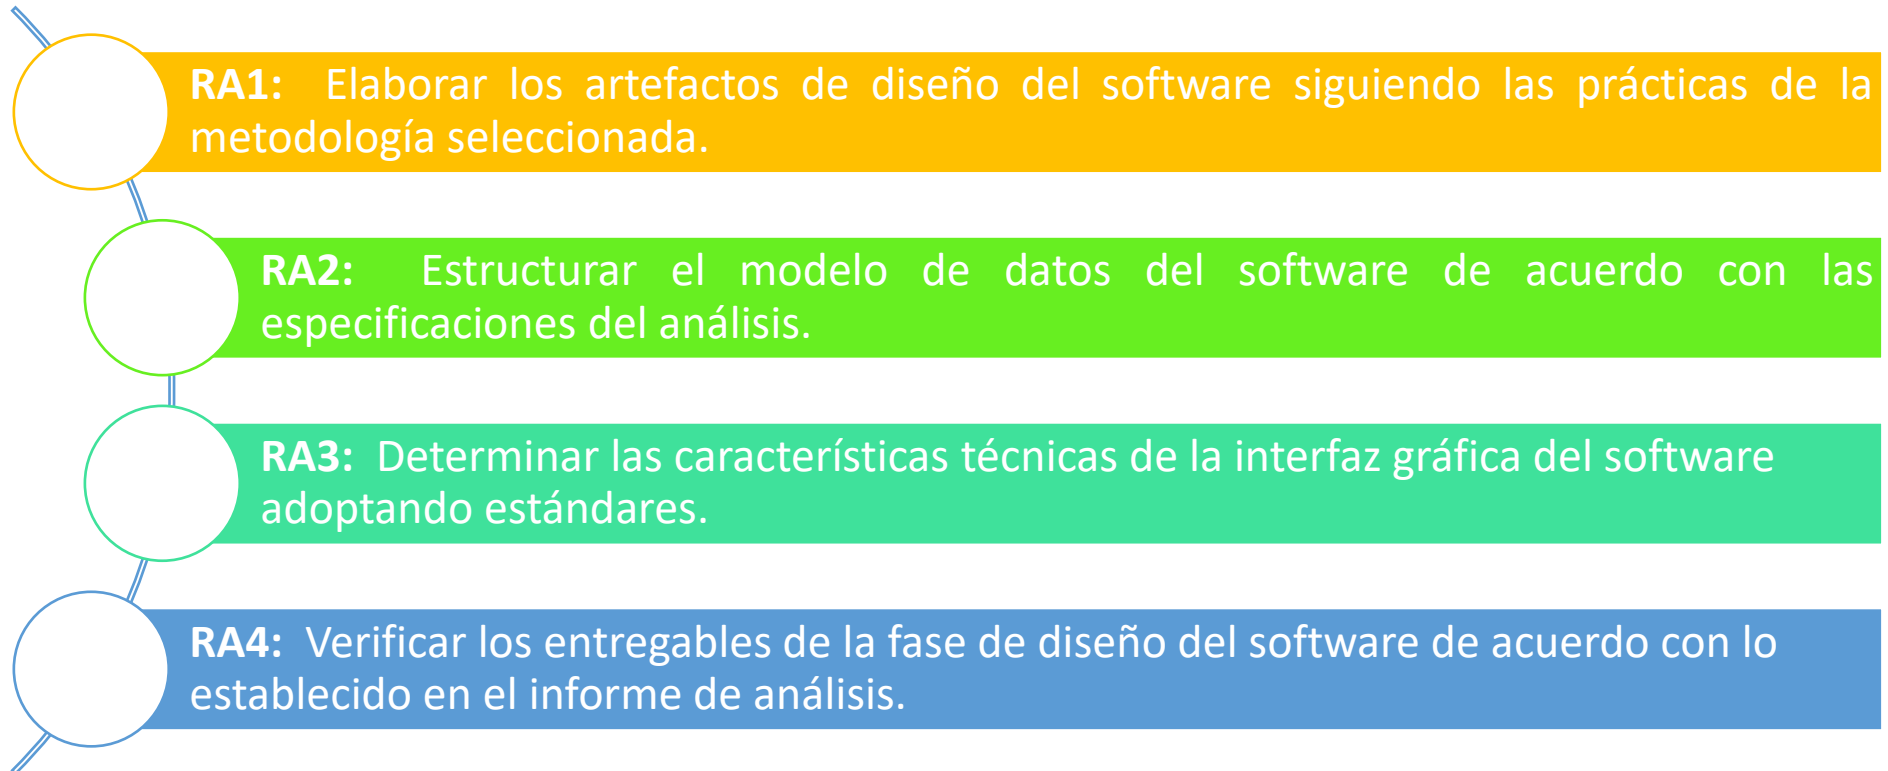 RA1: Elaborar los artefactos de diseño del software siguiendo las prácticas de la
metodología seleccionada.
RA2: Estructurar el modelo de datos del software de acuerdo con las
especificaciones del análisis.
RA3: Determinar las características técnicas de la interfaz gráfica del software
adoptando estándares.
RA4: Verificar los entregables de la fase de diseño del software de acuerdo con lo
establecido en el informe de análisis.